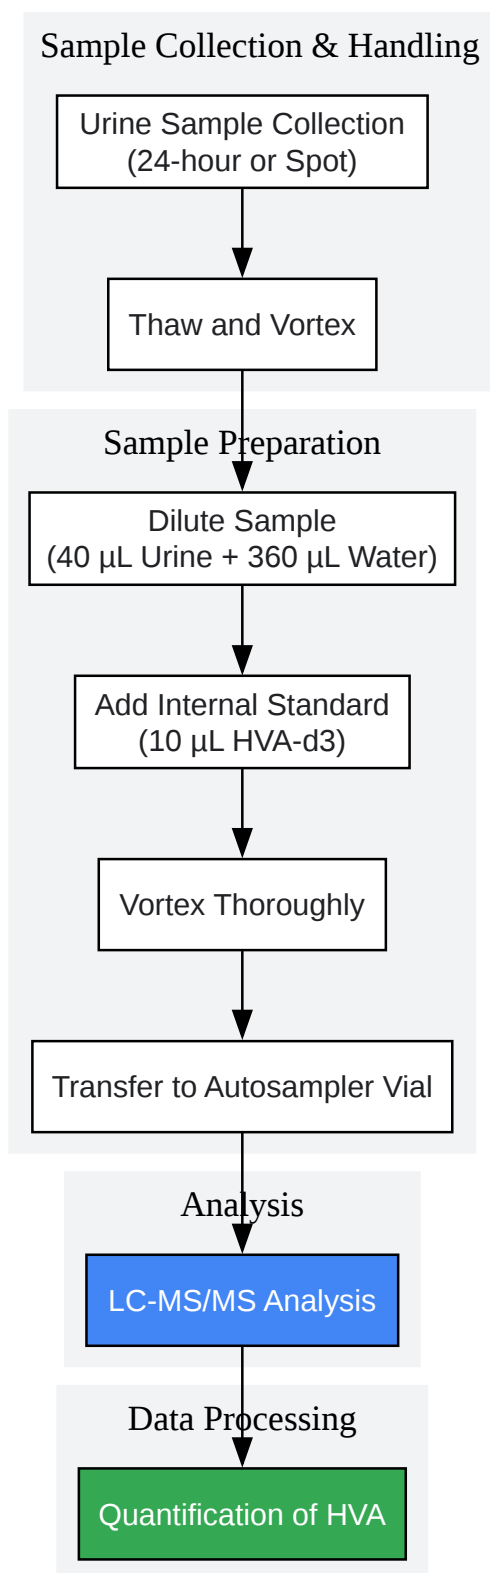 Sample Collection & Handling
Urine Sample Collection
(24-hour or Spot)
Thaw and Vortex
Sample Preparation
Dilute Sample
(40 µL Urine + 360 µL Water)
Add Internal Standard
(10 µL HVA-d3)
Vortex Thoroughly
Transfer to Autosampler Vial
Analysis
LC-MS/MS Analysis
Data Processing
Quantification of HVA